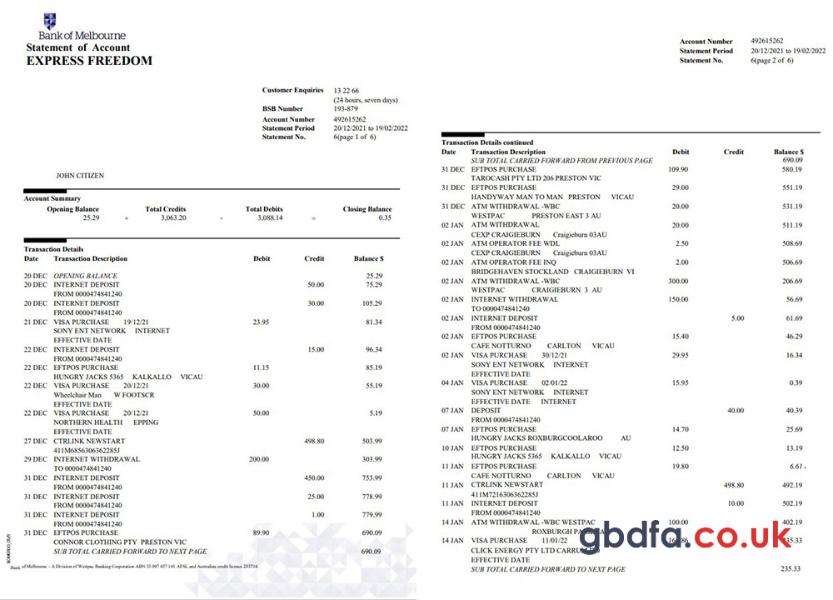 Bank of Melbourne
Statement of Account
EXPRESS FREEDOM
Customer Enquiries 13 22 66
(24 hours, seven days)
BSB Number 193-879
Account Number 492615262
Statement Period 20/12/2021 to 19/02/2022
Statement No. 6(page 1 of 6)
JOHN CITIZEN
Account Summary
Opening Balance Total Credits Total Debits Closing Balance
25.29 + 3,063.20 - 3,088.14 = 0.35
Transaction Details
Date Transaction Description Debit Credit Balance $
20 DEC OPENING BALANCE 25.29
20 DEC INTERNET DEPOSIT 50.00 75.29
FROM 0000474841240
20 DEC INTERNET DEPOSIT 30.00 105.29
FROM 0000474841240
21 DEC VISA PURCHASE 19/12/21 23.95 81.34
SONY ENT NETWORK INTERNET
EFFECTIVE DATE
22 DEC INTERNET DEPOSIT 15.00 96.34
FROM 0000474841240
22 DEC EFTPOS PURCHASE 11.15 85.19
HUNGRY JACKS 5365 KALKALLO VICAU
22 DEC VISA PURCHASE 20/12/21 30.00 55.19
Wheelchair Man W FOOTSCR
EFFECTIVE DATE
22 DEC VISA PURCHASE 20/12/21 50.00 5.19
NORTHERN HEALTH EPPING
EFFECTIVE DATE
27 DEC CTRLINK NEWSTART 498.80 503.99
411M6856306362285J
29 DEC INTERNET WITHDRAWAL 200.00 303.99
TO 0000474841240
31 DEC INTERNET DEPOSIT 450.00 753.99
FROM 0000474841240
31 DEC INTERNET DEPOSIT 25.00 778.99
FROM 0000474841240
31 DEC INTERNET DEPOSIT 1.00 779.99
FROM 0000474841240
31 DEC EFTPOS PURCHASE 89.90 690.09
CONNOR CLOTHING PTY PRESTON VIC
SUB TOTAL CARRIED FORWARD TO NEXT PAGE 690.09
Bank of Melbourne - A Division of Westpac Banking Corporation ABN 33 007 457 141 AFSL and Australian credit licence 233714
Account Number 492615262
Statement Period 20/12/2021 to 19/02/2022
Statement No. 6(page 2 of 6)
Transaction Details continued
Date Transaction Description Debit Credit Balance $
SUB TOTAL CARRIED FORWARD FROM PREVIOUS PAGE 690.09
31 DEC EFTPOS PURCHASE 109.90 580.19
TAROCASH PTY LTD 206 PRESTON VIC
31 DEC EFTPOS PURCHASE 29.00 551.19
HANDYWAY MAN TO MAN PRESTON VICAU
31 DEC ATM WITHDRAWAL -WBC 20.00 531.19
WESTPAC PRESTON EAST 3 AU
02 JAN ATM WITHDRAWAL 20.00 511.19
CEXP CRAIGIEBURN Craigieburn 03AU
02 JAN ATM OPERATOR FEE WDL 2.50 508.69
CEXP CRAIGIEBURN Craigieburn 03AU
02 JAN ATM OPERATOR FEE INQ 2.00 506.69
BRIDGEHAVEN STOCKLAND CRAIGIEBURN VI
02 JAN ATM WITHDRAWAL -WBC 300.00 206.69
WESTPAC CRAIGIEBURN 3 AU
02 JAN INTERNET WITHDRAWAL 150.00 56.69
TO 0000474841240
02 JAN INTERNET DEPOSIT 5.00 61.69
FROM 0000474841240
02 JAN EFTPOS PURCHASE 15.40 46.29
CAFE NOTTURNO CARLTON VICAU
02 JAN VISA PURCHASE 30/12/21 29.95 16.34
SONY ENT NETWORK INTERNET
EFFECTIVE DATE
04 JAN VISA PURCHASE 02/01/22 15.95 0.39
SONY ENT NETWORK INTERNET
EFFECTIVE DATE INTERNET
07 JAN DEPOSIT 40.00 40.39
FROM 0000474841240
07 JAN EFTPOS PURCHASE 14.70 25.69
HUNGRY JACKS ROXBURGCOOLAROO AU
10 JAN EFTPOS PURCHASE 12.50 13.19
HUNGRY JACKS 5365 KALKALLO VICAU
11 JAN EFTPOS PURCHASE 19.80 6.61-
CAFE NOTTURNO CARLTON VICAU
11 JAN CTRLINK NEWSTART 498.80 492.19
411M7216306362285J
11 JAN INTERNET DEPOSIT 10.00 502.19
FROM 0000474841240
14 JAN ATM WITHDRAWAL -WBC WESTPAC 100.00 402.19
ROXBURGH
14 JAN VISA PURCHASE 11/01/22
CLICK ENERGY PTY LTD
EFFECTIVE DATE
SUB TOTAL CARRIED FORWARD TO NEXT PAGE 235.33
gbdfa.co.uk